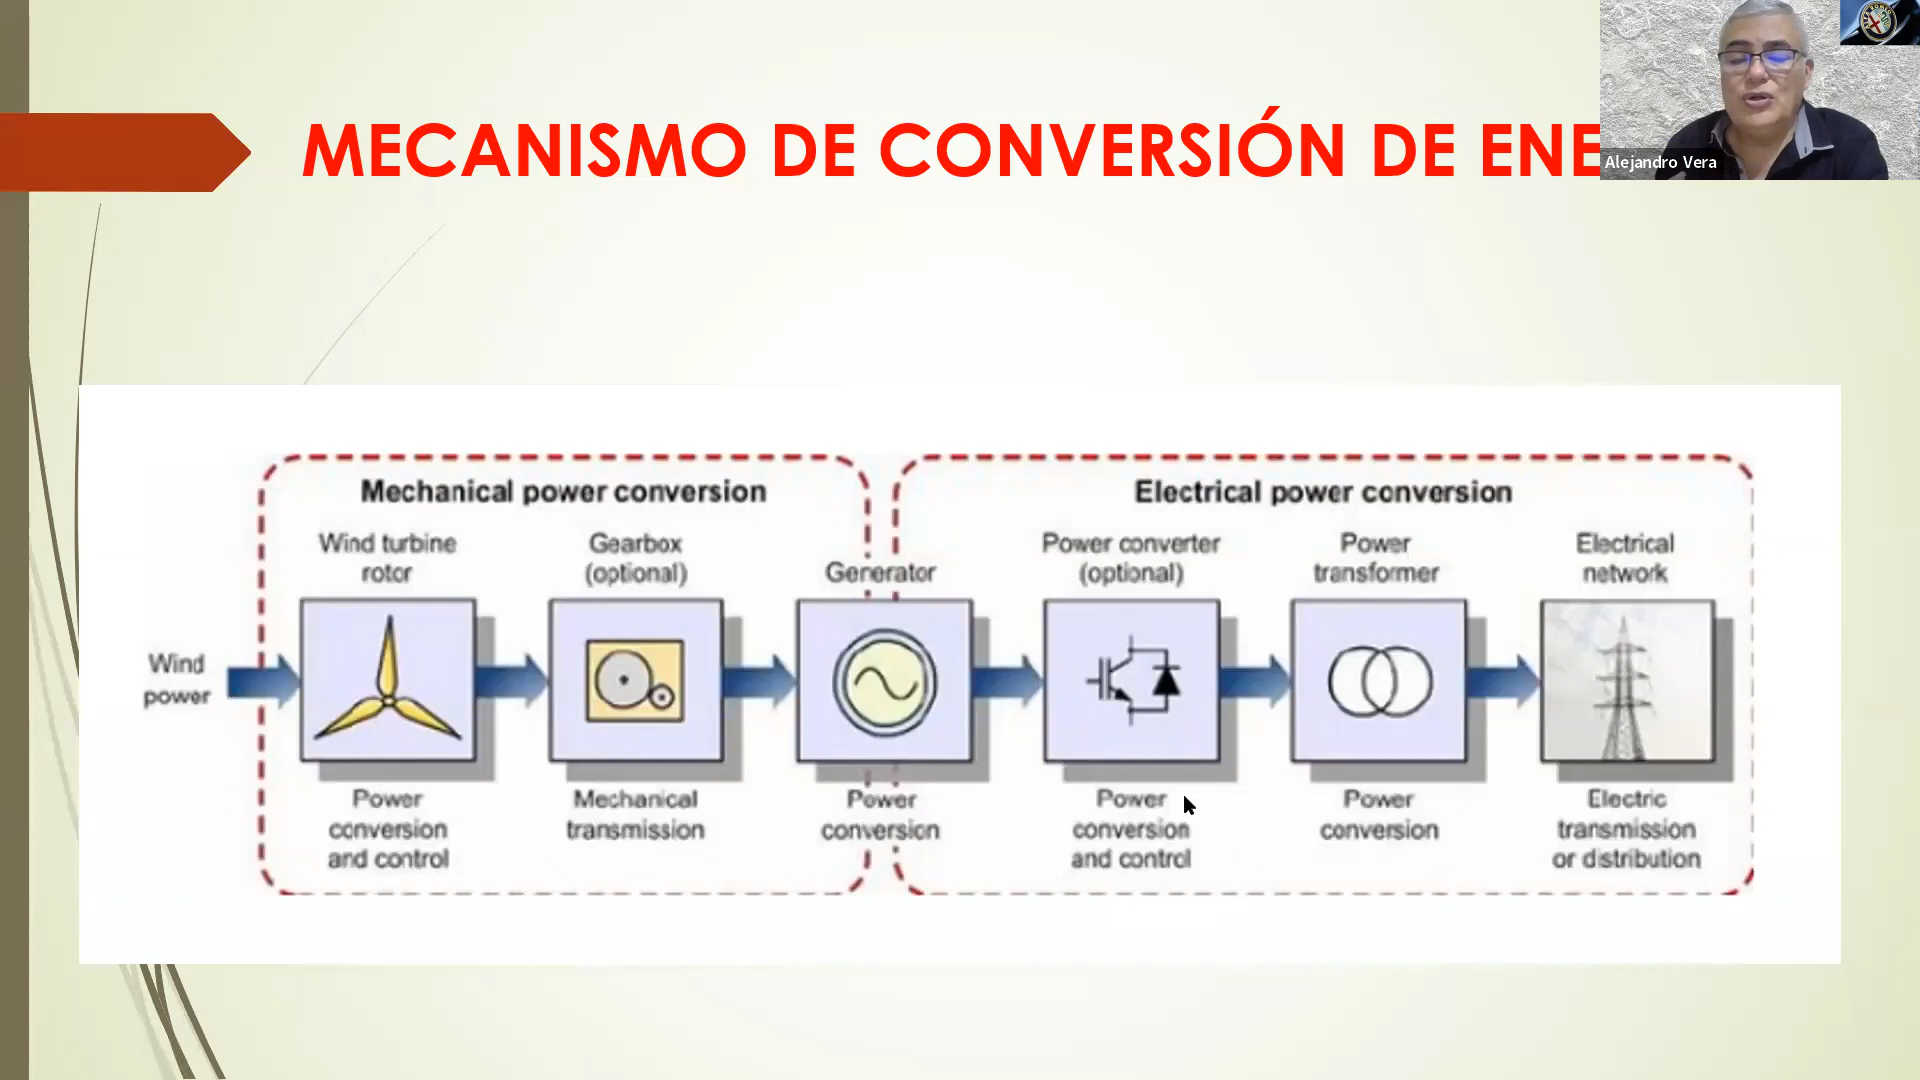 MECANISMO DE CONVERSIÓN DE ENE
Alejandro Vera
Mechanical power conversion
Electrical power conversion
Wind turbine
rotor
Gearbox
(optional)
Generator
Power converter
(optional)
Power
transformer
Electrical
network
Wind
power
Power
conversion
and control
Mechanical
transmission
Power
conversion
Power
conversion
and control
Power
conversion
Electric
transmission
or distribution